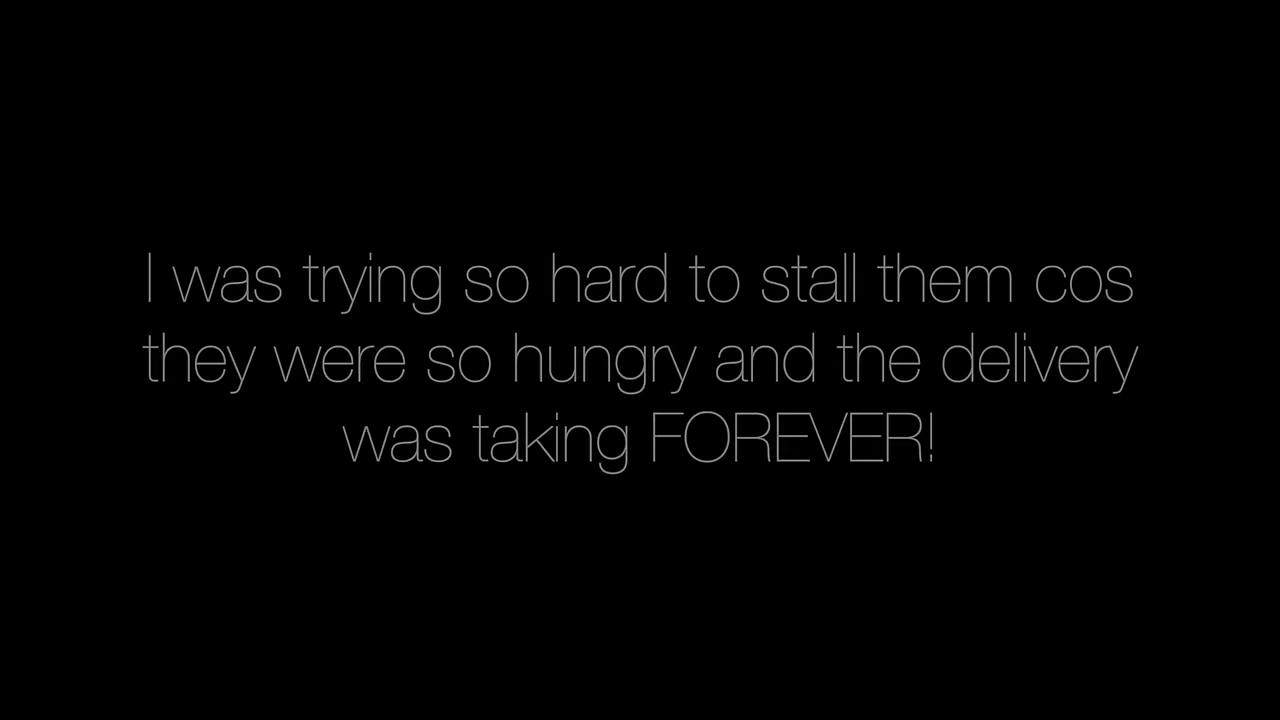 I was trying so hard to stall them cos
they were so hungry and the delivery
was taking FOREVER!